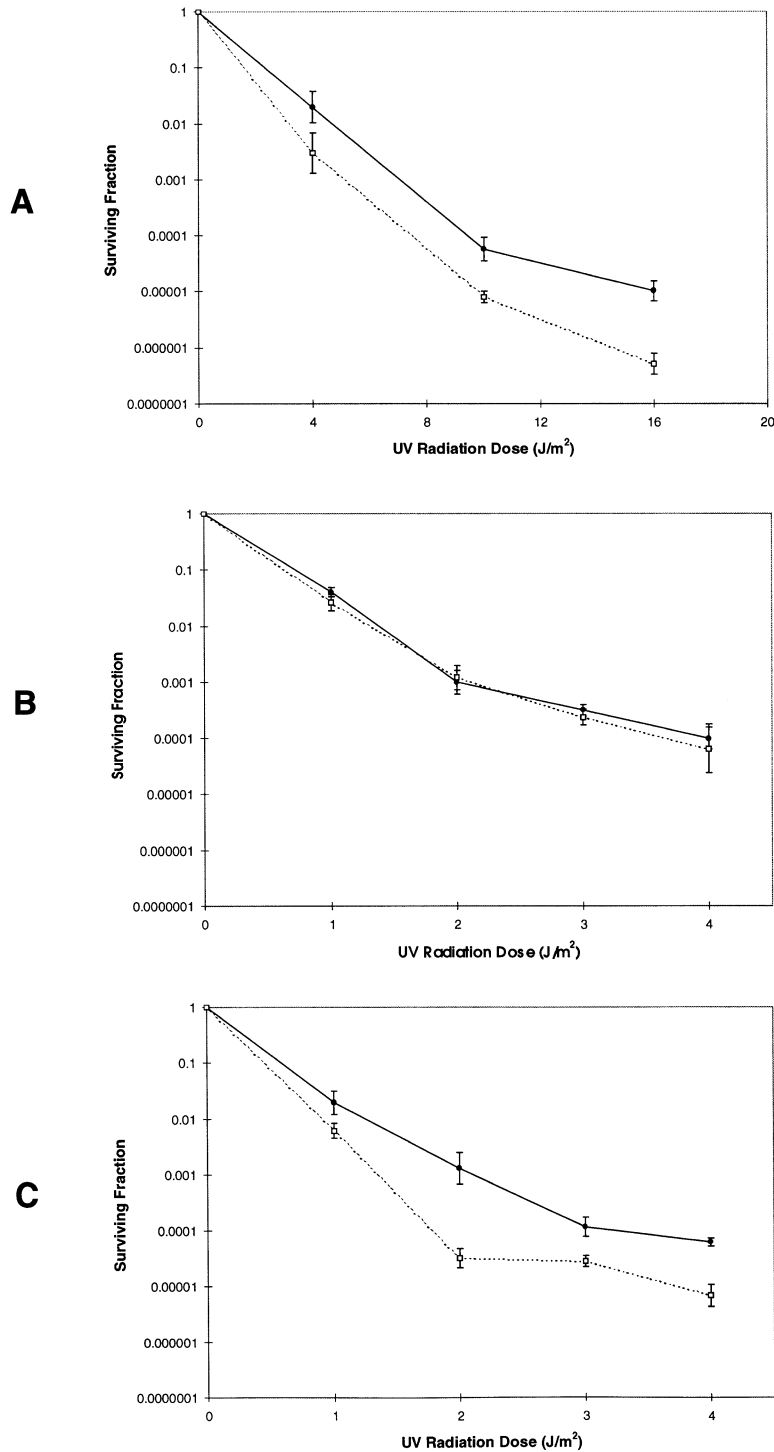 A
Surviving Fraction
1
0.1
0.01
0.001
0.0001
0.00001
0.000001
0.0000001
0 4 8 12 16 20
UV Radiation Dose (J/m²)
B
Surviving Fraction
1
0.1
0.01
0.001
0.0001
0.00001
0.000001
0.0000001
0 1 2 3 4
UV Radiation Dose (J/m²)
C
Surviving Fraction
1
0.1
0.01
0.001
0.0001
0.00001
0.000001
0.0000001
0 1 2 3 4
UV Radiation Dose (J/m²)